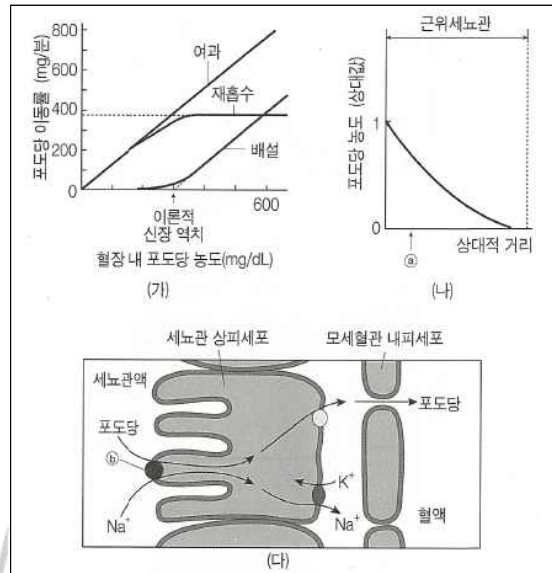 포도당 이동률 (mg/분)
800
600
400
200
0
여과
재흡수
배설
이론적
신장 역치
600
혈장 내 포도당 농도(mg/dL)
(가)
근위세뇨관
포도당 농도 (상대값)
1
0
ⓐ
상대적 거리
(나)
세뇨관 상피세포
모세혈관 내피세포
세뇨관액
포도당
ⓑ
Na⁺
K⁺
Na⁺
포도당
혈액
(다)